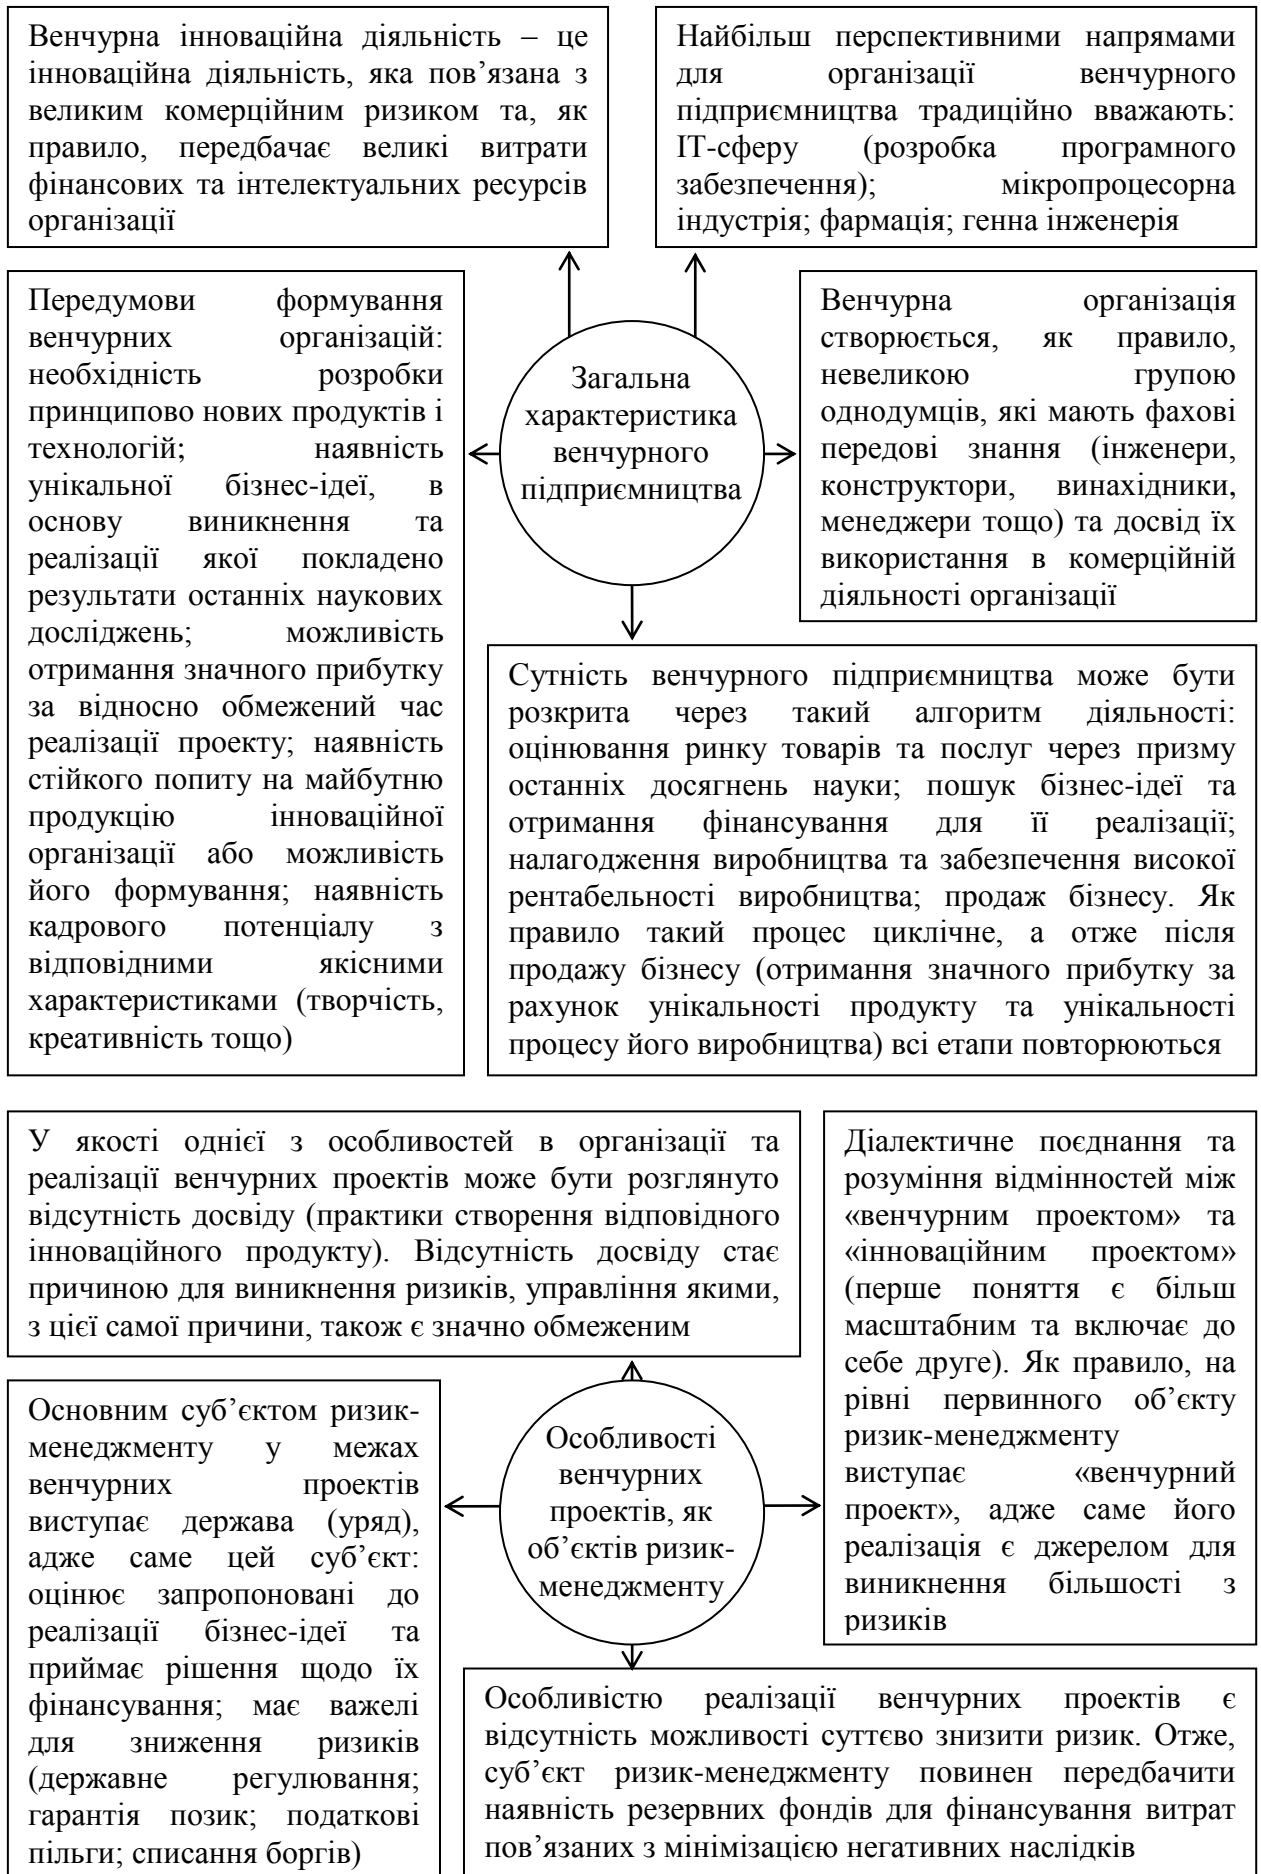 Венчурна інноваційна діяльність – це
інноваційна діяльність, яка пов’язана з
великим комерційним ризиком та, як
правило, передбачає великі витрати
фінансових та інтелектуальних ресурсів
організації
Найбільш перспективними напрямами
для організації венчурного
підприємництва традиційно вважають:
ІТ-сферу (розробка програмного
забезпечення); мікропроцесорна
індустрія; фармація; генна інженерія
Передумови формування
венчурних організацій:
необхідність розробки
принципово нових продуктів і
технологій; наявність
унікальної бізнес-ідеї, в
основу виникнення та
реалізації якої покладено
результати останніх наукових
досліджень; можливість
отримання значного прибутку
за відносно обмежений час
реалізації проекту; наявність
стійкого попиту на майбутню
продукцію інноваційної
організації або можливість
його формування; наявність
кадрового потенціалу з
відповідними якісними
характеристиками (творчість,
креативність тощо)
Загальна
характеристика
венчурного
підприємництва
Венчурна організація
створюється, як правило,
невеликою групою
однодумців, які мають фахові
передові знання (інженери,
конструктори, винахідники,
менеджери тощо) та досвід їх
використання в комерційній
діяльності організації
Сутність венчурного підприємництва може бути
розкрита через такий алгоритм діяльності:
оцінювання ринку товарів та послуг через призму
останніх досягнень науки; пошук бізнес-ідеї та
отримання фінансування для її реалізації;
налагодження виробництва та забезпечення високої
рентабельності виробництва; продаж бізнесу. Як
правило такий процес циклічне, а отже після
продажу бізнесу (отримання значного прибутку за
рахунок унікальності продукту та унікальності
процесу його виробництва) всі етапи повторюються
У якості однієї з особливостей в організації та
реалізації венчурних проектів може бути розглянуто
відсутність досвіду (практики створення відповідного
інноваційного продукту). Відсутність досвіду стає
причиною для виникнення ризиків, управління якими,
з цієї самої причини, також є значно обмеженим
Діалектичне поєднання та
розуміння відмінностей між
«венчурним проектом» та
«інноваційним проектом»
(перше поняття є більш
масштабним та включає до
себе друге). Як правило, на
рівні первинного об’єкту
ризик-менеджменту
виступає «венчурний
проект», адже саме його
реалізація є джерелом для
виникнення більшості з
ризиків
Основним суб’єктом ризик-
менеджменту у межах
венчурних проектів
виступає держава (уряд),
адже саме цей суб’єкт:
оцінює запропоновані до
реалізації бізнес-ідеї та
приймає рішення щодо їх
фінансування; має важелі
для зниження ризиків
(державне регулювання;
гарантія позик; податкові
пільги; списання боргів)
Особливості
венчурних
проектів, як
об’єктів ризик-
менеджменту
Особливістю реалізації венчурних проектів є
відсутність можливості суттєво знизити ризик. Отже,
суб’єкт ризик-менеджменту повинен передбачити
наявність резервних фондів для фінансування витрат
пов’язаних з мінімізацією негативних наслідків